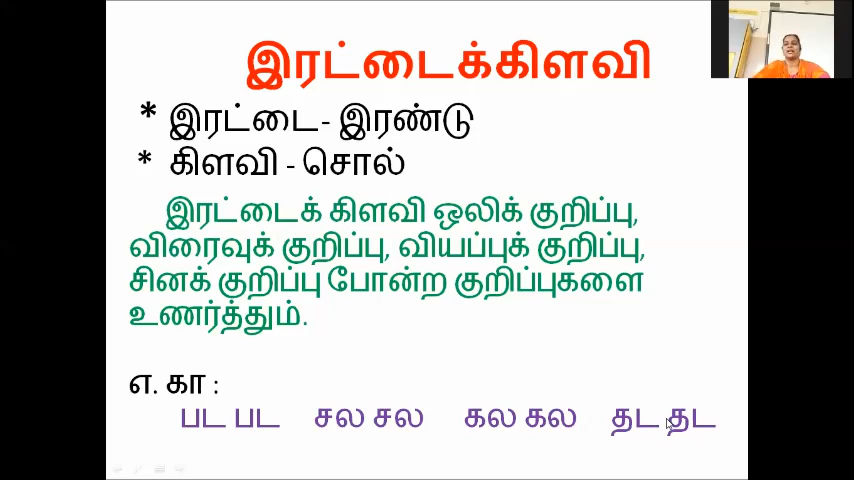 இரட்டைக்கிளவி
* இரட்டை - இரண்டு
* கிளவி - சொல்
இரட்டைக் கிளவி ஒலிக் குறிப்பு,
விரைவுக் குறிப்பு, வியப்புக் குறிப்பு,
சினக் குறிப்பு போன்ற குறிப்புகளை
உணர்த்தும்.
எ. கா :
பட பட சல சல கல கல தட தட